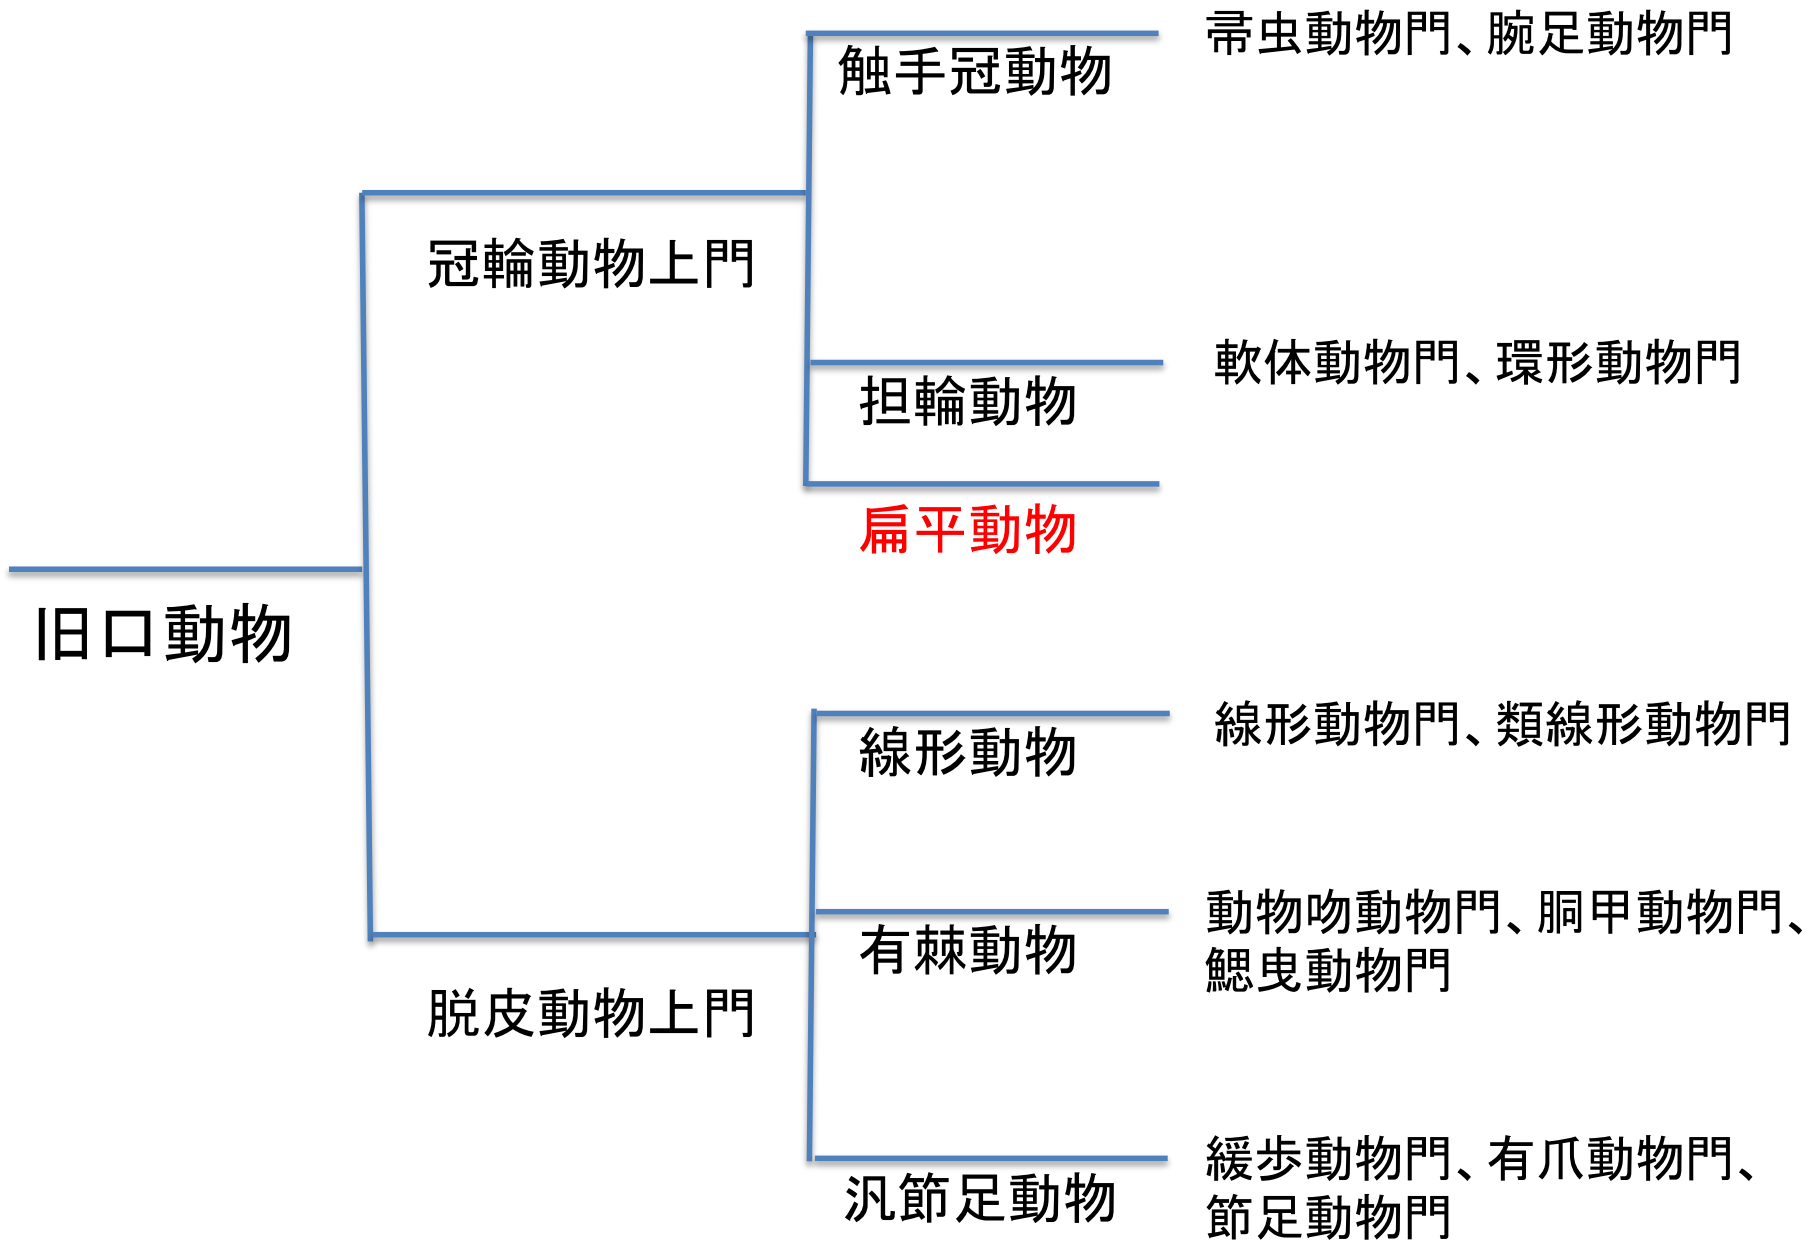 帚虫動物門、腕足動物門
触手冠動物
冠輪動物上門
軟体動物門、環形動物門
担輪動物
扁平動物
旧口動物
線形動物門、類線形動物門
線形動物
動物吻動物門、胴甲動物門、
鰓曳動物門
有棘動物
脱皮動物上門
緩歩動物門、有爪動物門、
節足動物門
汎節足動物